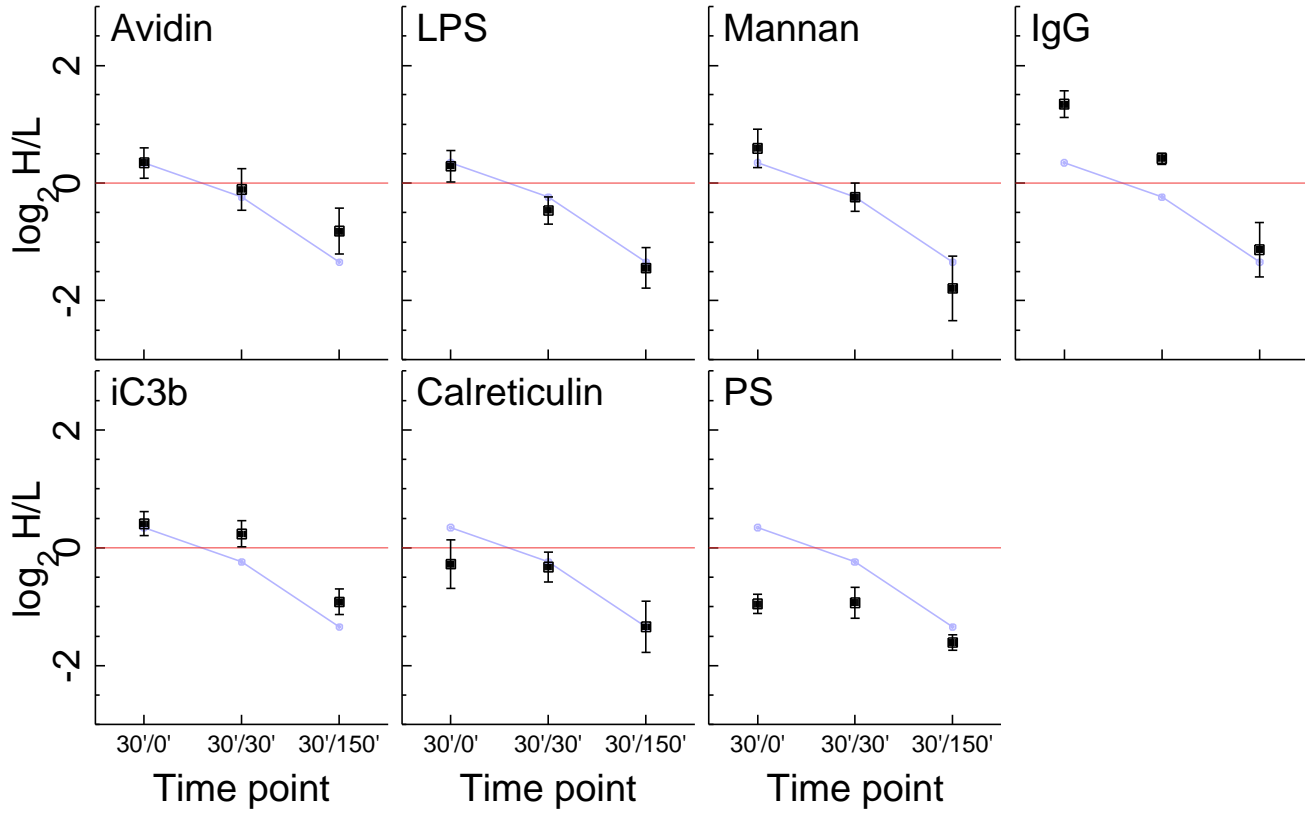 Avidin
LPS
Mannan
IgG
2
0
-2
log2 H/L
iC3b
Calreticulin
PS
2
0
-2
log2 H/L
30'/0' 30'/30' 30'/150'
30'/0' 30'/30' 30'/150'
30'/0' 30'/30' 30'/150'
Time point
Time point
Time point